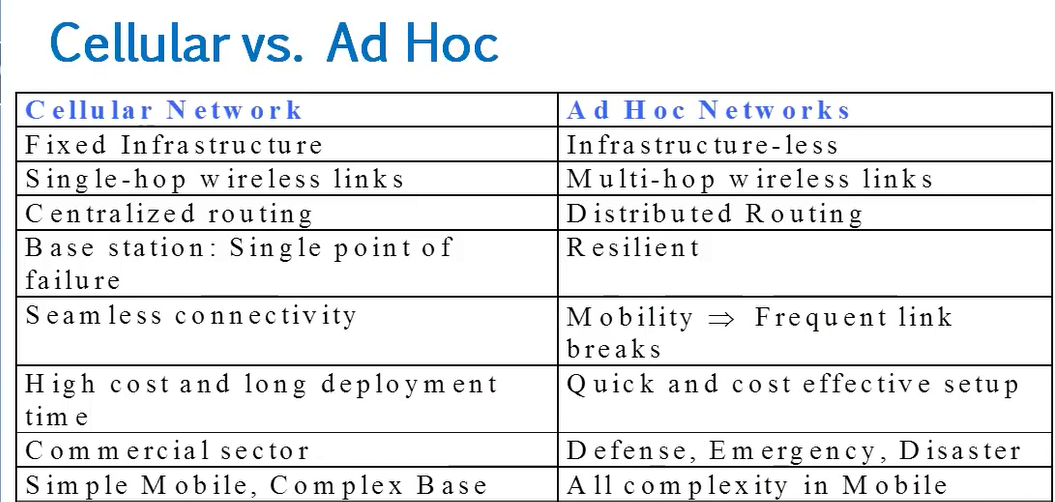 Cellular vs. Ad Hoc
Cellular Network
Ad Hoc Networks
Fixed Infrastructure
Infrastructure-less
Single-hop wireless links
Multi-hop wireless links
Centralized routing
Distributed Routing
Base station: Single point of
failure
Resilient
Seamless connectivity
Mobility ⇒ Frequent link
breaks
High cost and long deployment
time
Quick and cost effective setup
Commercial sector
Defense, Emergency, Disaster
Simple Mobile, Complex Base
All complexity in Mobile